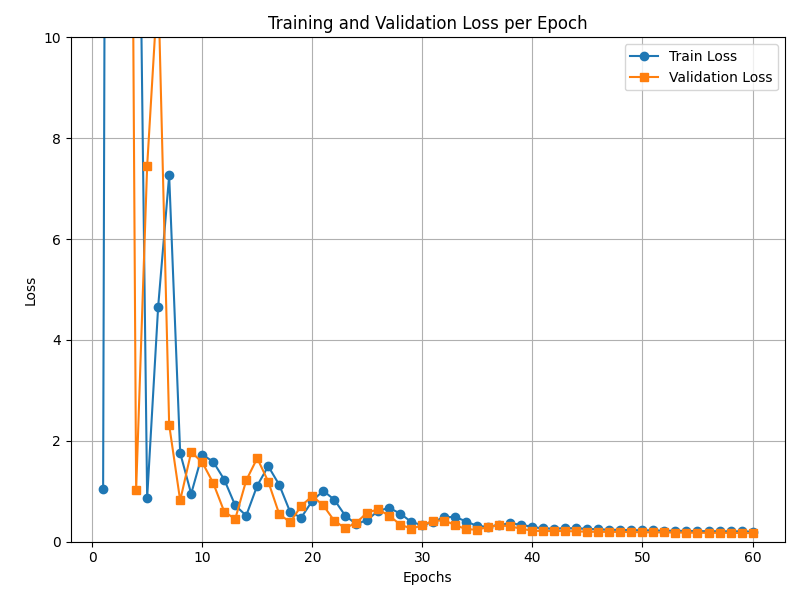 Training and Validation Loss per Epoch
Train Loss
Validation Loss
10
8
6
4
2
0
Loss
0 10 20 30 40 50 60
Epochs